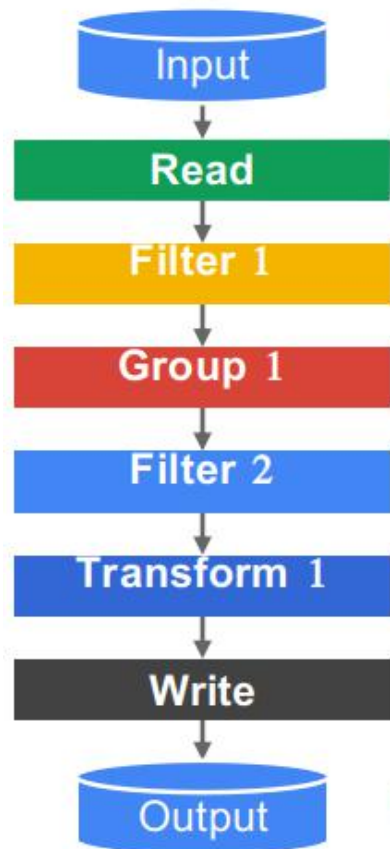 Input
Read
Filter 1
Group 1
Filter 2
Transform 1
Write
Output